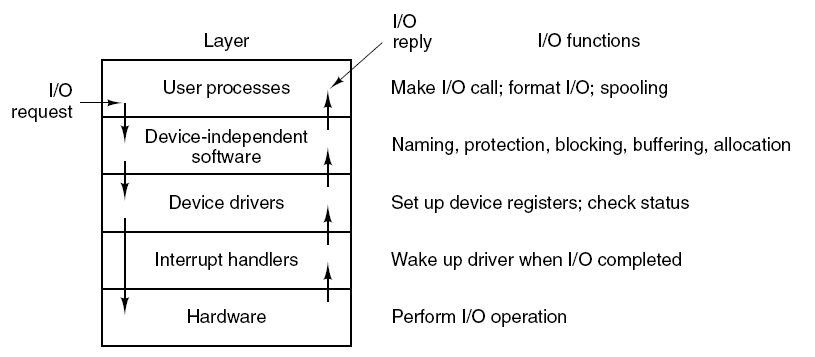 Layer
I/O
reply
I/O functions
I/O
request
User processes
Make I/O call; format I/O; spooling
Device-independent
software
Naming, protection, blocking, buffering, allocation
Device drivers
Set up device registers; check status
Interrupt handlers
Wake up driver when I/O completed
Hardware
Perform I/O operation